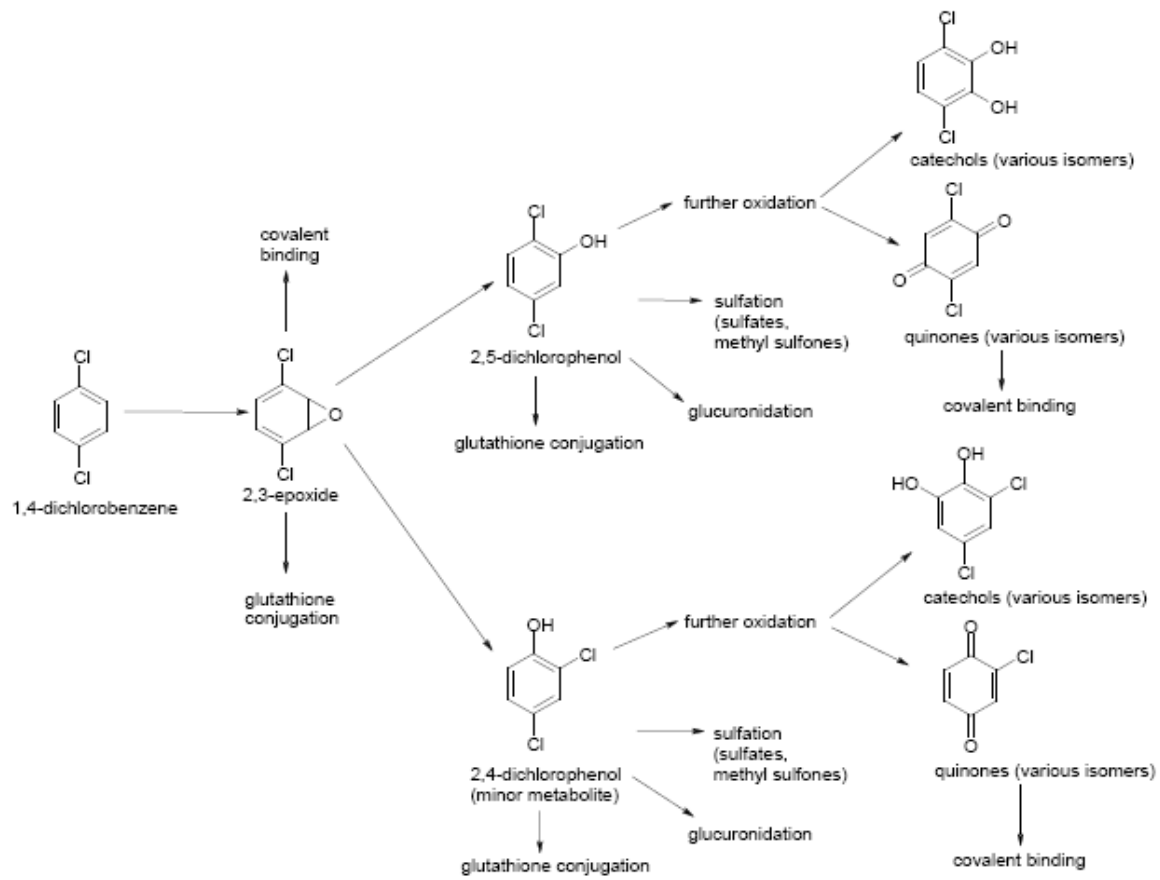 Cl
OH
OH
Cl
catechols (various isomers)
Cl
further oxidation
Cl
OH
O
O
covalent
binding
Cl
Cl
sulfation
(sulfates,
methyl sulfones)
quinones (various isomers)
2,5-dichlorophenol
Cl
Cl
O
covalent binding
glucuronidation
glutathione conjugation
OH
Cl
Cl
HO
Cl
2,3-epoxide
1,4-dichlorobenzene
Cl
glutathione
conjugation
catechols (various isomers)
OH
further oxidation
O
Cl
Cl
Cl
sulfation
(sulfates,
methyl sulfones)
O
2,4-dichlorophenol
(minor metabolite)
quinones (various isomers)
glucuronidation
glutathione conjugation
covalent binding